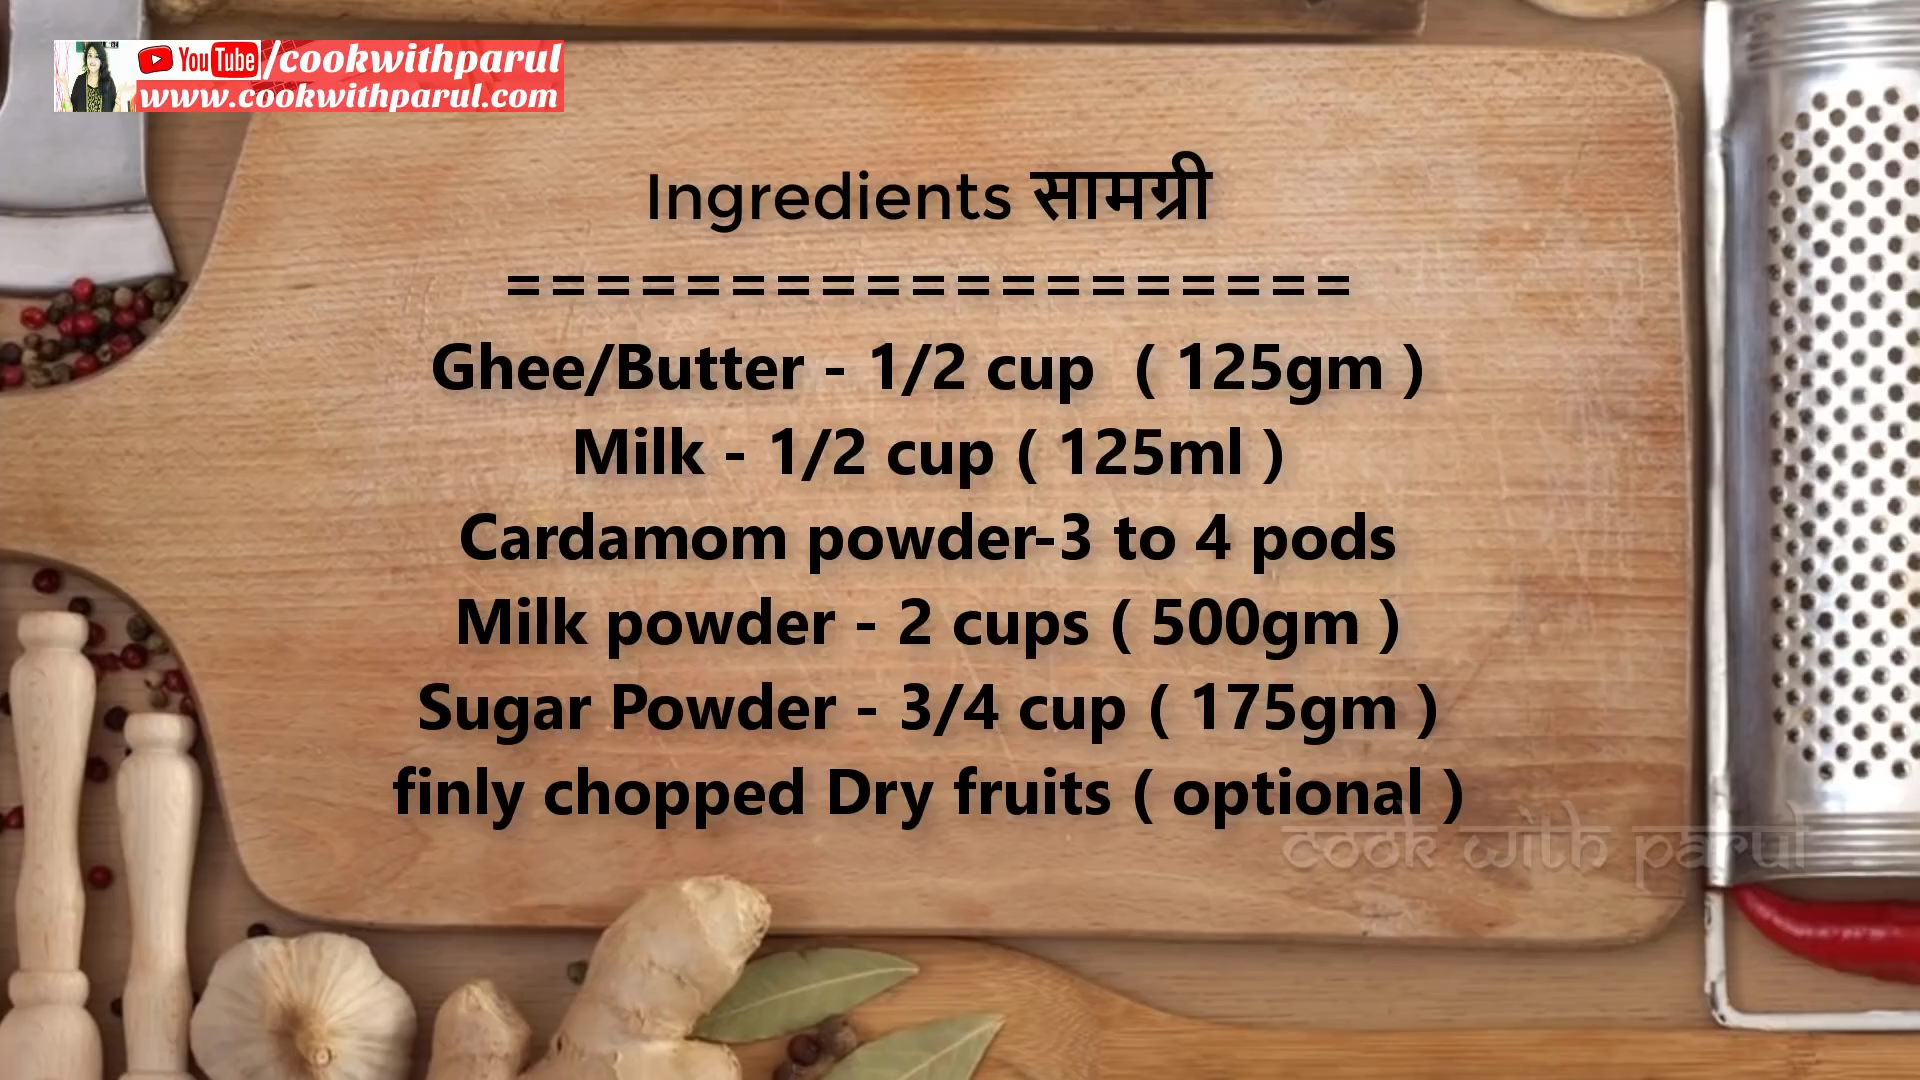 YouTube/cookwithparul
www.cookwithparul.com
Ingredients सामग्री
===================
Ghee/Butter - 1/2 cup  ( 125gm )
Milk - 1/2 cup ( 125ml )
Cardamom powder-3 to 4 pods
Milk powder - 2 cups ( 500gm )
Sugar Powder - 3/4 cup ( 175gm )
finly chopped Dry fruits ( optional )
cook with parul